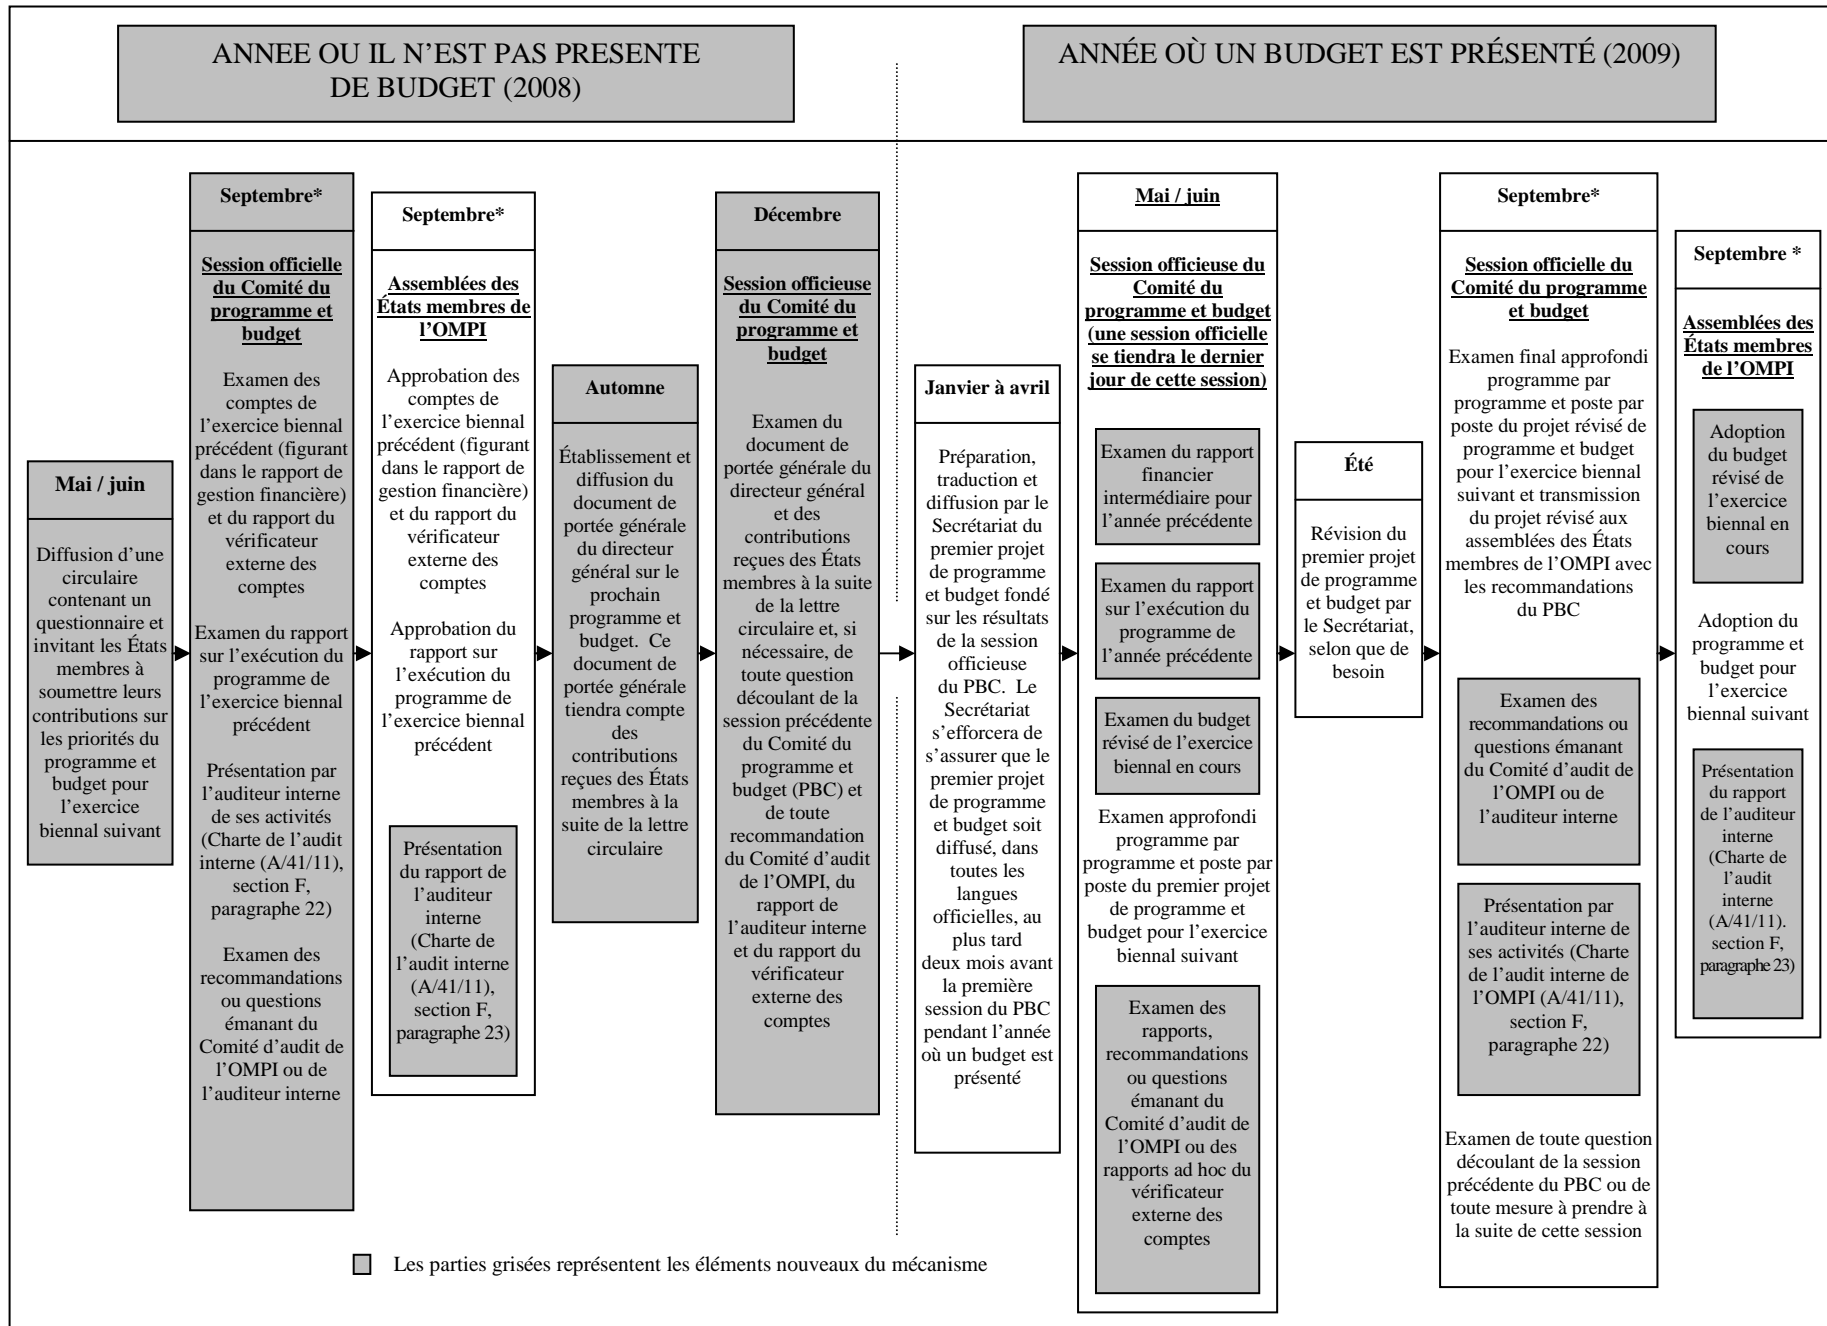 ANNEE OU IL N'EST PAS PRESENTE
DE BUDGET (2008)
ANNÉE OÙ UN BUDGET EST PRÉSENTÉ (2009)
Mai / juin
Diffusion d'une
circulaire
contenant un
questionnaire et
invitant les États
membres à
soumettre leurs
contributions sur
les priorités du
programme et
budget pour
l'exercice
biennal suivant
Septembre*
Session officielle
du Comité du
programme et
budget
Examen des
comptes de
l'exercice biennal
précédent (figurant
dans le rapport de
gestion financière)
et du rapport du
vérificateur
externe des
comptes
Examen du rapport
sur l'exécution du
programme de
l'exercice biennal
précédent
Présentation par
l'auditeur interne
de ses activités
(Charte de l'audit
interne (A/41/11),
section F,
paragraphe 22)
Examen des
recommandations
ou questions
émanant du
Comité d'audit de
l'OMPI ou de
l'auditeur interne
Septembre*
Assemblées des
États membres de
l'OMPI
Approbation des
comptes de
l'exercice biennal
précédent (figurant
dans le rapport de
gestion financière)
et du rapport du
vérificateur
externe des
comptes
Approbation du
rapport sur
l'exécution du
programme de
l'exercice biennal
précédent
Présentation
du rapport de
l'auditeur
interne
(Charte de
l'audit interne
(A/41/11),
section F,
paragraphe 23)
Automne
Établissement et
diffusion du
document de
portée générale
du directeur
général sur le
prochain
programme et
budget.  Ce
document de
portée générale
tiendra compte
des
contributions
reçues des États
membres à la
suite de la lettre
circulaire
Décembre
Session officieuse
du Comité du
programme et
budget
Examen du
document de
portée générale du
directeur général
et des
contributions
reçues des États
membres à la suite
de la lettre
circulaire et, si
nécessaire, de
toute question
découlant de la
session précédente
du Comité du
programme et
budget (PBC) et
de toute
recommandation
du Comité d'audit
de l'OMPI, du
rapport de
l'auditeur interne
et du rapport du
vérificateur
externe des
comptes
Janvier à avril
Préparation,
traduction et
diffusion par le
Secrétariat du
premier projet
de programme
et budget fondé
sur les résultats
de la session
officieuse
du PBC.  Le
Secrétariat
s'efforcera de
s'assurer que le
premier projet
de programme
et budget soit
diffusé, dans
toutes les
langues
officielles, au
plus tard
deux mois avant
la première
session du PBC
pendant l'année
où un budget est
présenté
Mai / juin
Session officieuse du
Comité du
programme et budget
(une session officielle
se tiendra le dernier
jour de cette session)
Examen du rapport
financier
intermédiaire pour
l'année précédente
Examen du rapport
sur l'exécution du
programme de
l'année précédente
Examen du budget
révisé de l'exercice
biennal en cours
Examen approfondi
programme par
programme et poste par
poste du premier projet
de programme et
budget pour l'exercice
biennal suivant
Examen des
rapports,
recommandations
ou questions
émanant du
Comité d'audit de
l'OMPI ou des
rapports ad hoc du
vérificateur
externe des
comptes
Été
Révision du
premier projet
de programme
et budget par
le Secrétariat,
selon que de
besoin
Septembre*
Session officielle du
Comité du programme
et budget
Examen final approfondi
programme par
programme et poste par
poste du projet révisé de
programme et budget
pour l'exercice biennal
suivant et transmission
du projet révisé aux
assemblées des États
membres de l'OMPI avec
les recommandations
du PBC
Examen des
recommandations ou
questions émanant
du Comité d'audit de
l'OMPI ou de
l'auditeur interne
Présentation par
l'auditeur interne de
ses activités (Charte
de l'audit interne de
l'OMPI (A/41/11),
section F,
paragraphe 22)
Examen de toute question
découlant de la session
précédente du PBC ou de
toute mesure à prendre à
la suite de cette session
Septembre *
Assemblées des
États membres
de l'OMPI
Adoption
du budget
révisé de
l'exercice
biennal en
cours
Adoption du
programme et
budget pour
l'exercice
biennal suivant
Présentation
du rapport de
l'auditeur
interne
(Charte de
l'audit
interne
(A/41/11).
section F,
paragraphe 23)
Les parties grisées représentent les éléments nouveaux du mécanisme